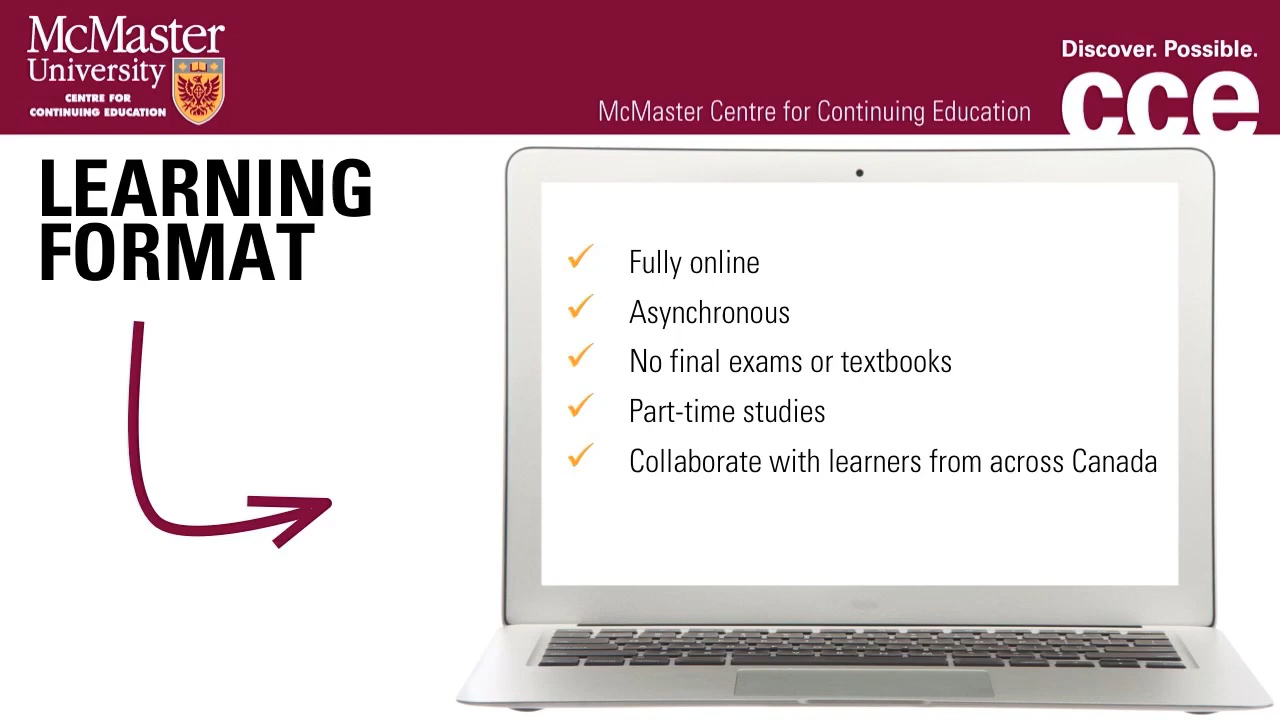 McMaster
University
CENTRE FOR
CONTINUING EDUCATION
McMaster Centre for Continuing Education
Discover. Possible.
cce
LEARNING
FORMAT
Fully online
Asynchronous
No final exams or textbooks
Part-time studies
Collaborate with learners from across Canada